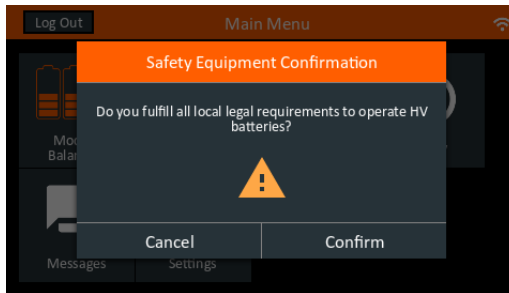 Log Out
Main Menu
Safety Equipment Confirmation
Do you fulfill all local legal requirements to operate HV
batteries?
Cancel
Confirm
Messages
Settings